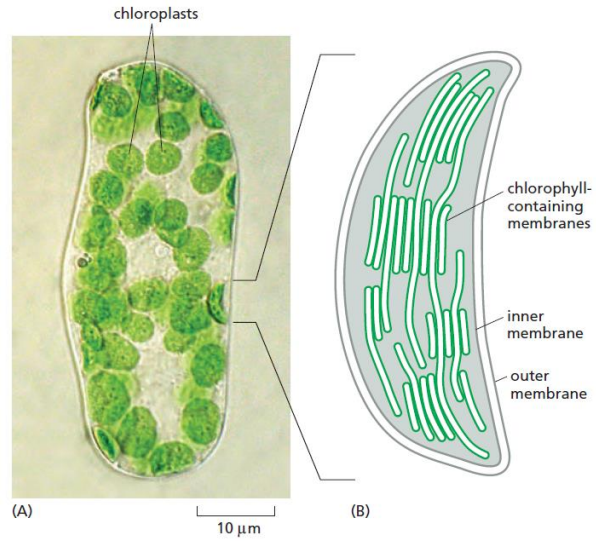 chloroplasts
chlorophyll-
containing
membranes
inner
membrane
outer
membrane
(A)
10 μm
(B)